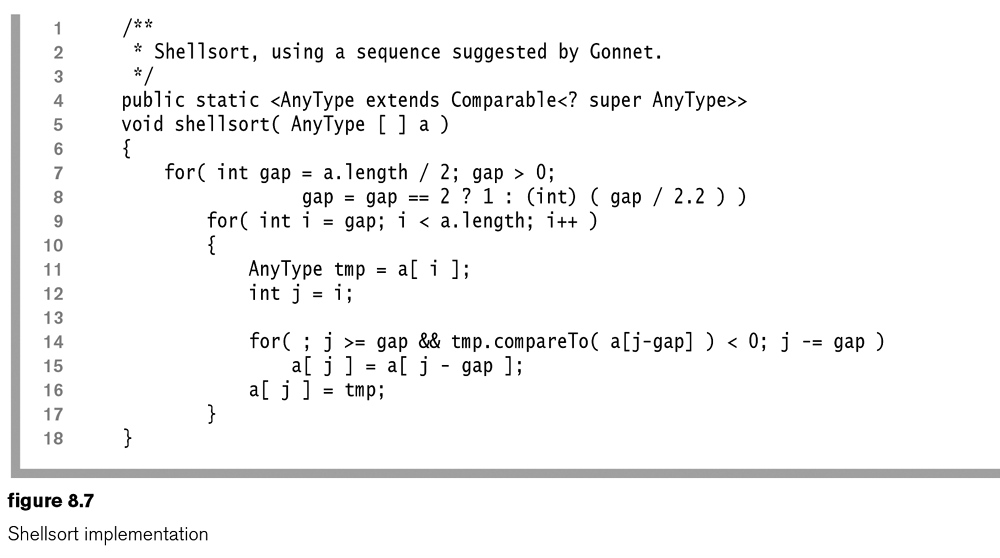 1 /**
2 * Shellsort, using a sequence suggested by Gonnet.
3 */
4 public static <AnyType extends Comparable<? super AnyType>>
5 void shellsort( AnyType [ ] a )
6 {
7 for( int gap = a.length / 2; gap > 0;
8 gap = gap == 2 ? 1 : (int) ( gap / 2.2 ) )
9 for( int i = gap; i < a.length; i++ )
10 {
11 AnyType tmp = a[ i ];
12 int j = i;
13
14 for( ; j >= gap && tmp.compareTo( a[j-gap] ) < 0; j -= gap )
15 a[ j ] = a[ j - gap ];
16 a[ j ] = tmp;
17 }
18 }
figure 8.7
Shellsort implementation